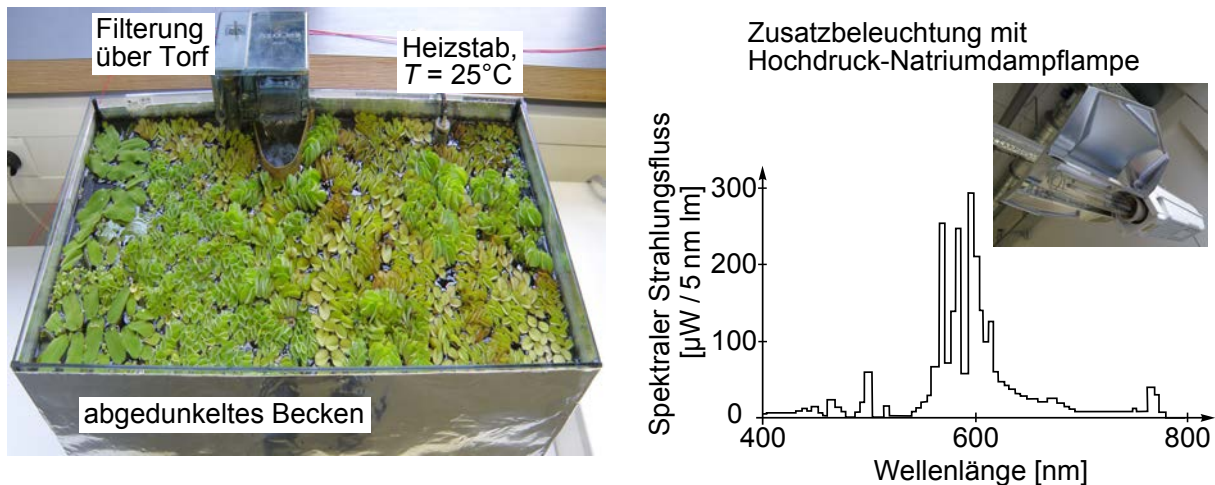 Filterung
über Torf
Heizstab,
T = 25°C
abgedunkeltes Becken
Zusatzbeleuchtung mit
Hochdruck-Natriumdampflampe
Spektraler Strahlungsfluss
[µW / 5 nm lm]
300
200
100
0
400
600
800
Wellenlänge [nm]